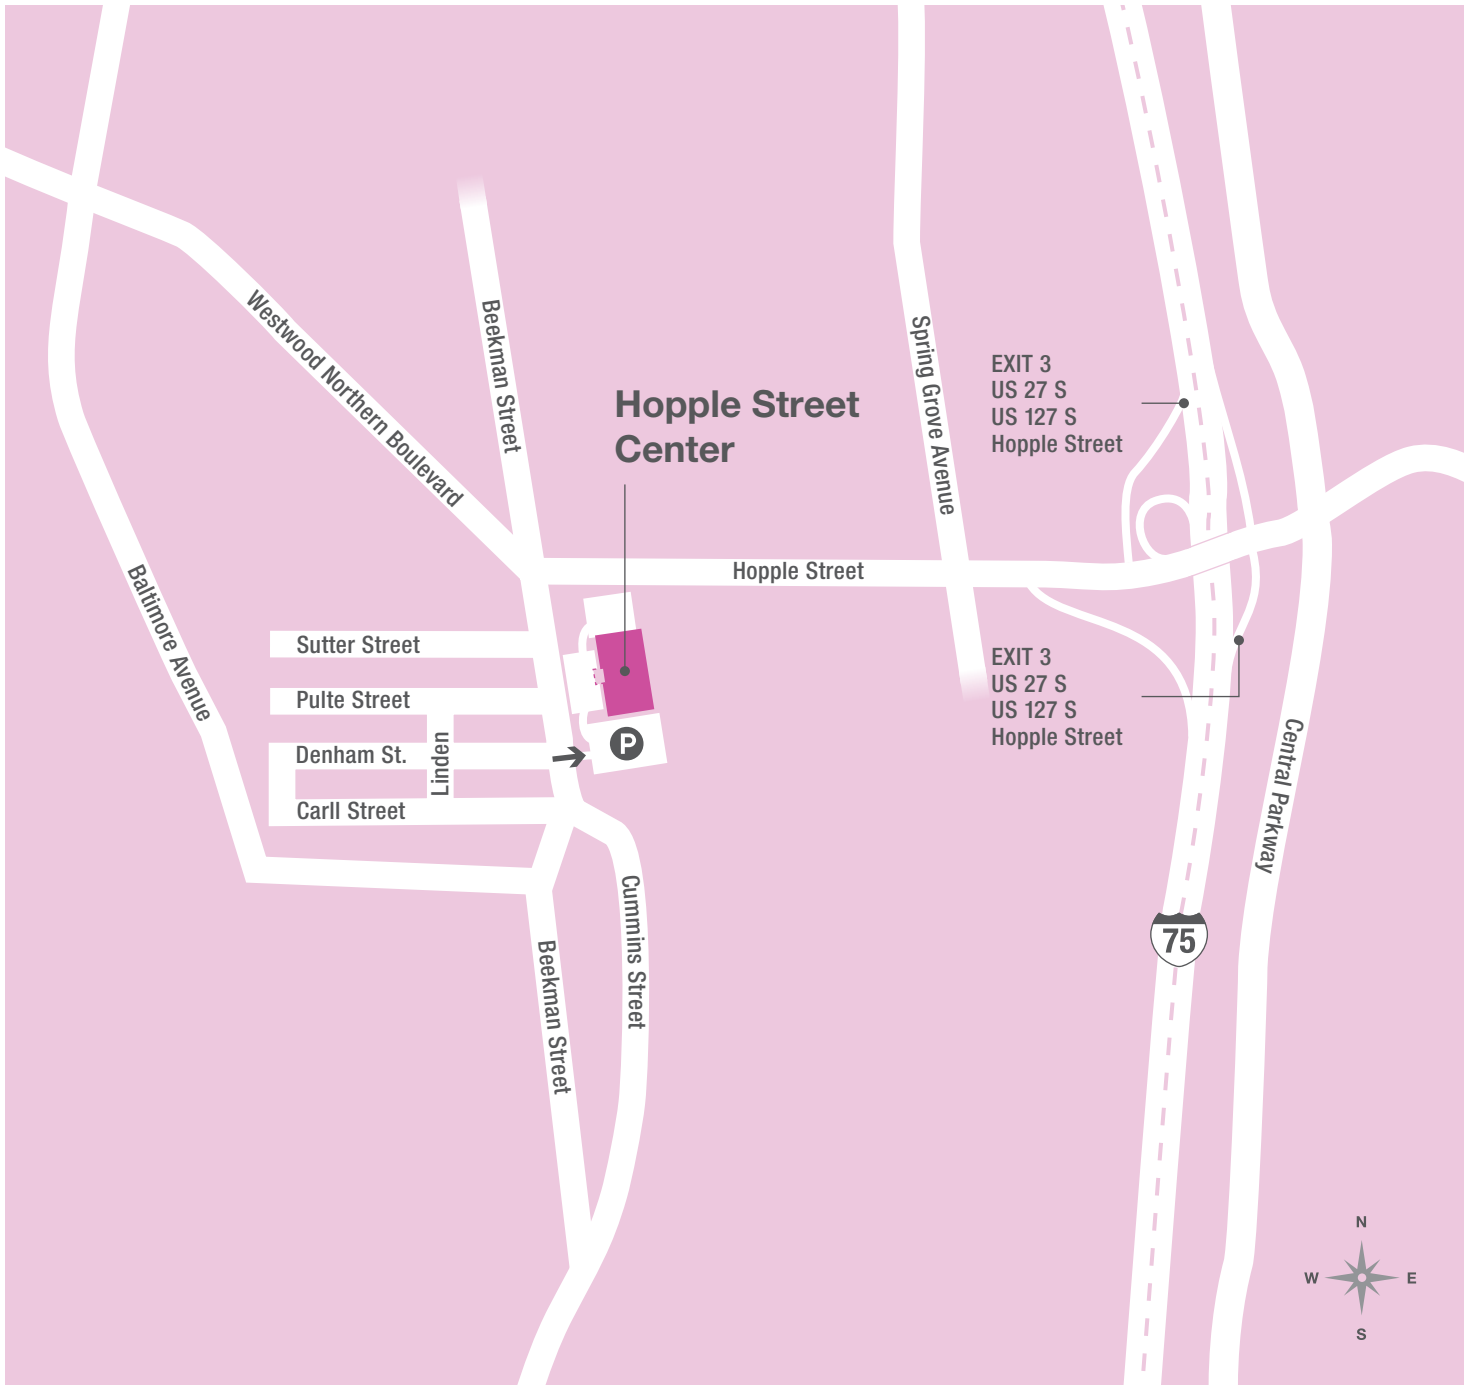 Westwood Northern Boulevard
Beekman Street
Spring Grove Avenue
EXIT 3
US 27 S
US 127 S
Hopple Street
Hopple Street
Center
Hopple Street
Baltimore Avenue
Sutter Street
Pulte Street
Denham St.
Linden
Carll Street
P
EXIT 3
US 27 S
US 127 S
Hopple Street
Central Parkway
Cummins Street
Beekman Street
75
N
W
E
S